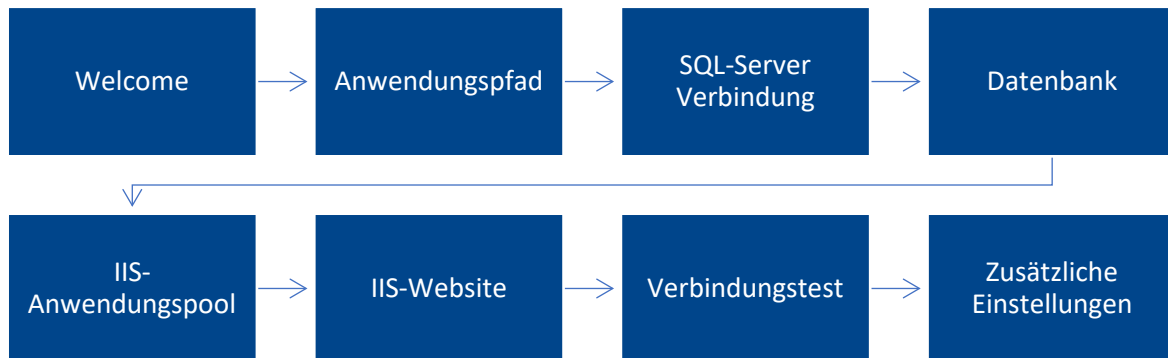 Welcome
Anwendungspfad
SQL-Server
Verbindung
Datenbank
IIS-
Anwendungspool
IIS-Website
Verbindungstest
Zusätzliche
Einstellungen